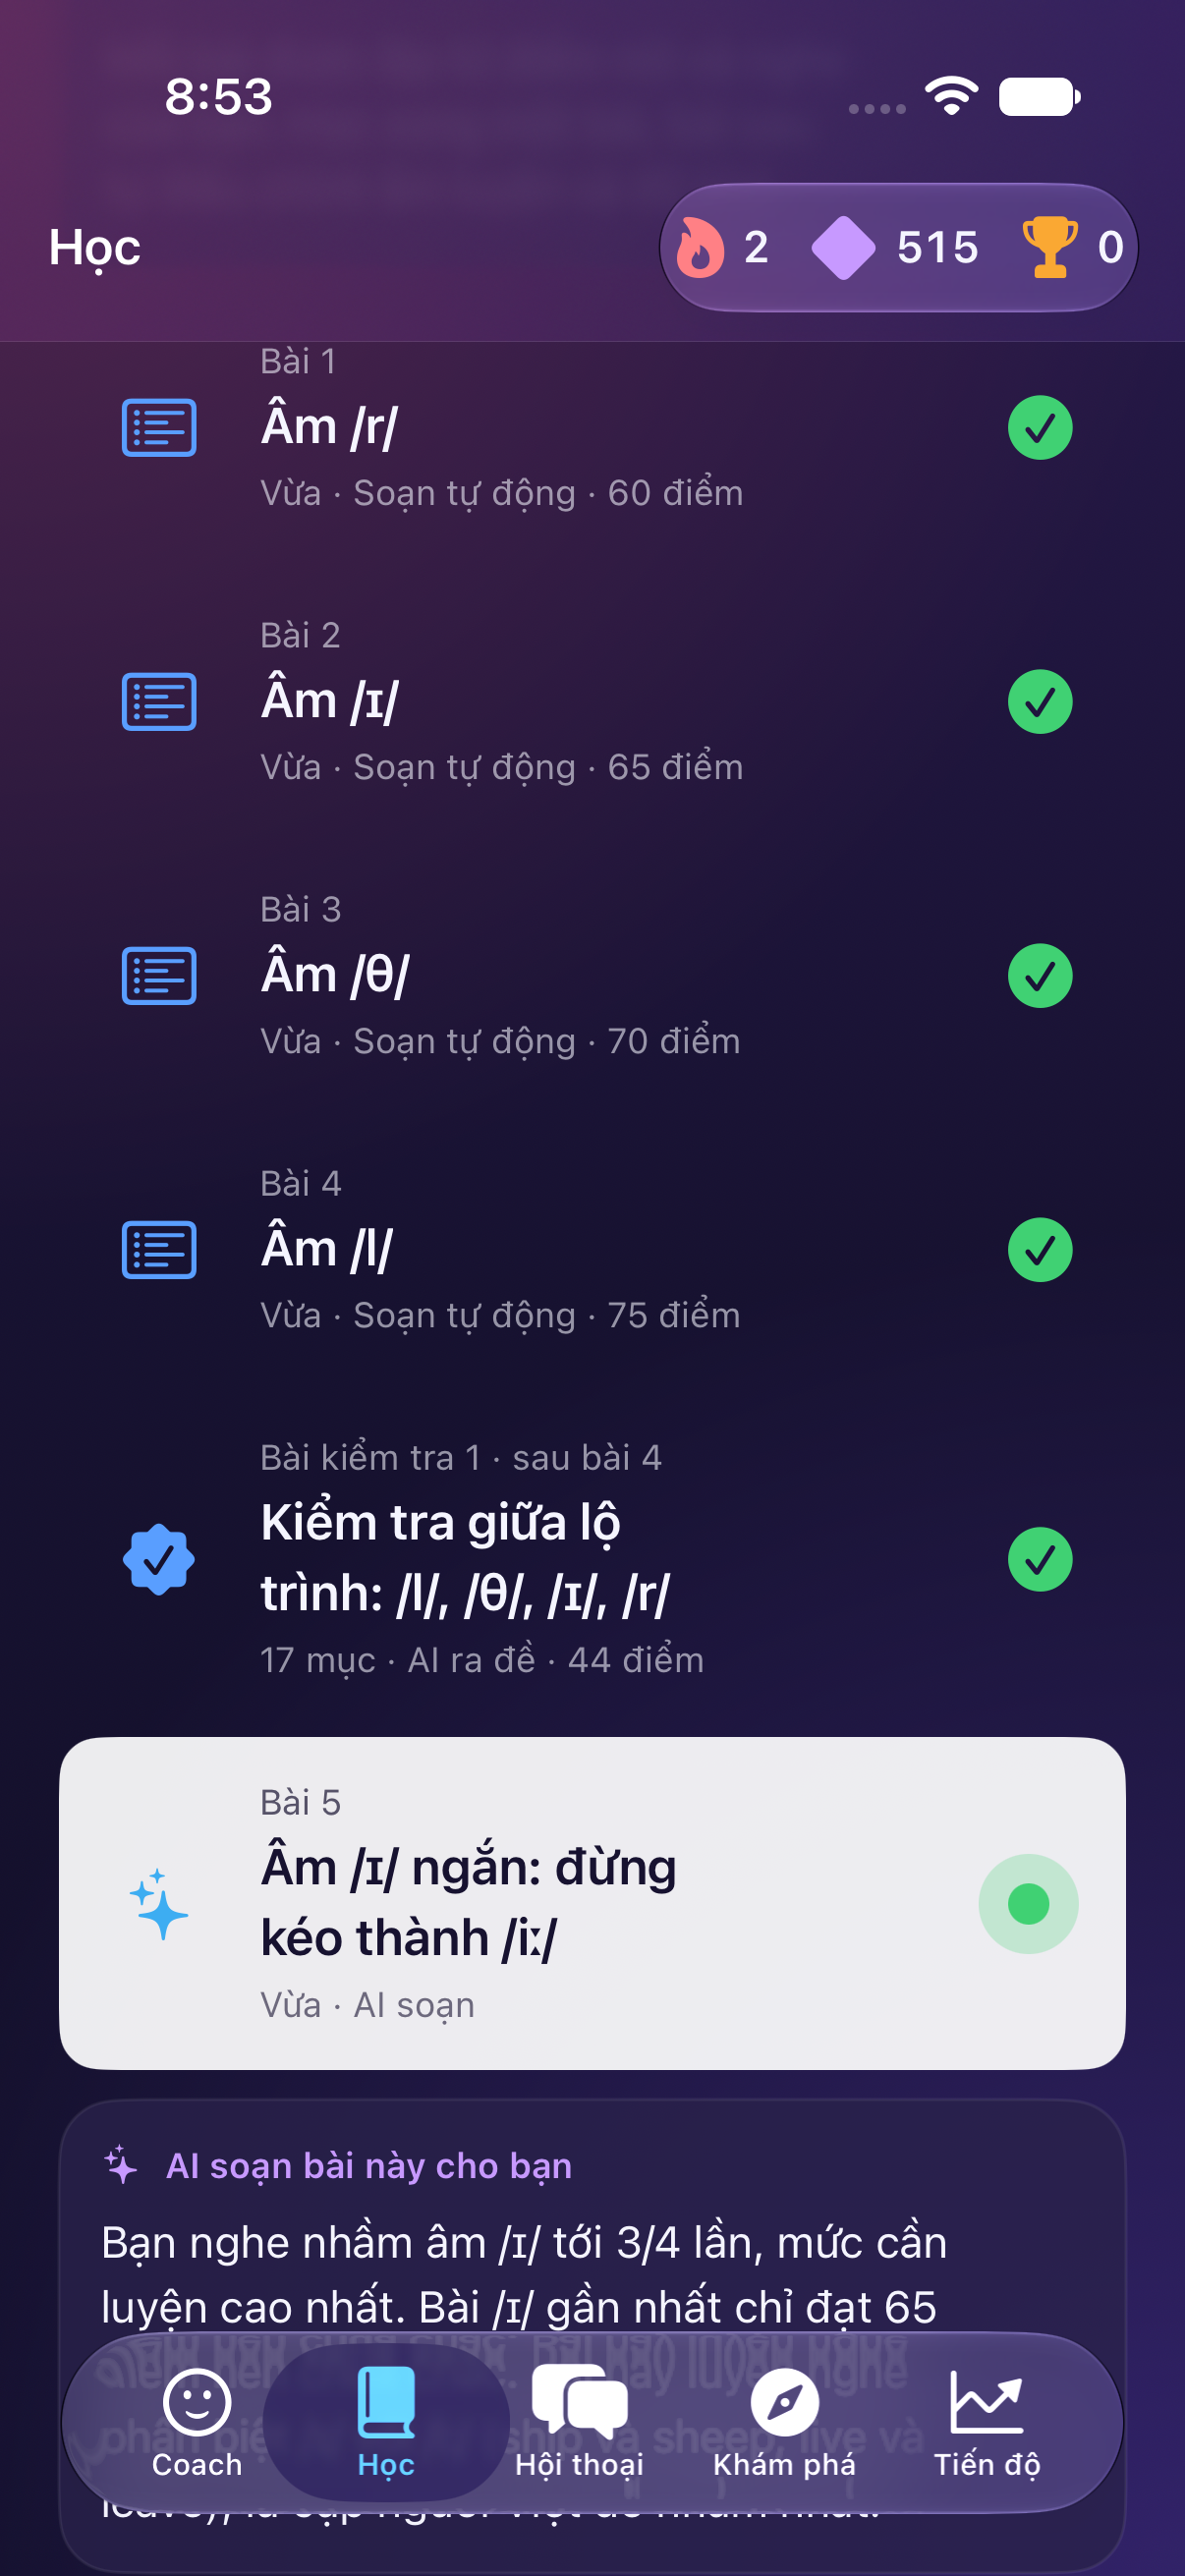 8:53
Học
2 515 0
Bài 1
Âm /r/
Vừa · Soạn tự động · 60 điểm
Bài 2
Âm /ɪ/
Vừa · Soạn tự động · 65 điểm
Bài 3
Âm /θ/
Vừa · Soạn tự động · 70 điểm
Bài 4
Âm /l/
Vừa · Soạn tự động · 75 điểm
Bài kiểm tra 1 · sau bài 4
Kiểm tra giữa lộ
trình: /l/, /θ/, /ɪ/, /r/
17 mục · AI ra đề · 44 điểm
Bài 5
Âm /ɪ/ ngắn: đừng
kéo thành /iː/
Vừa · AI soạn
AI soạn bài này cho bạn
Bạn nghe nhầm âm /ɪ/ tới 3/4 lần, mức cần
luyện cao nhất. Bài /ɪ/ gần nhất chỉ đạt 65
Coach Học Hội thoại Khám phá Tiến độ